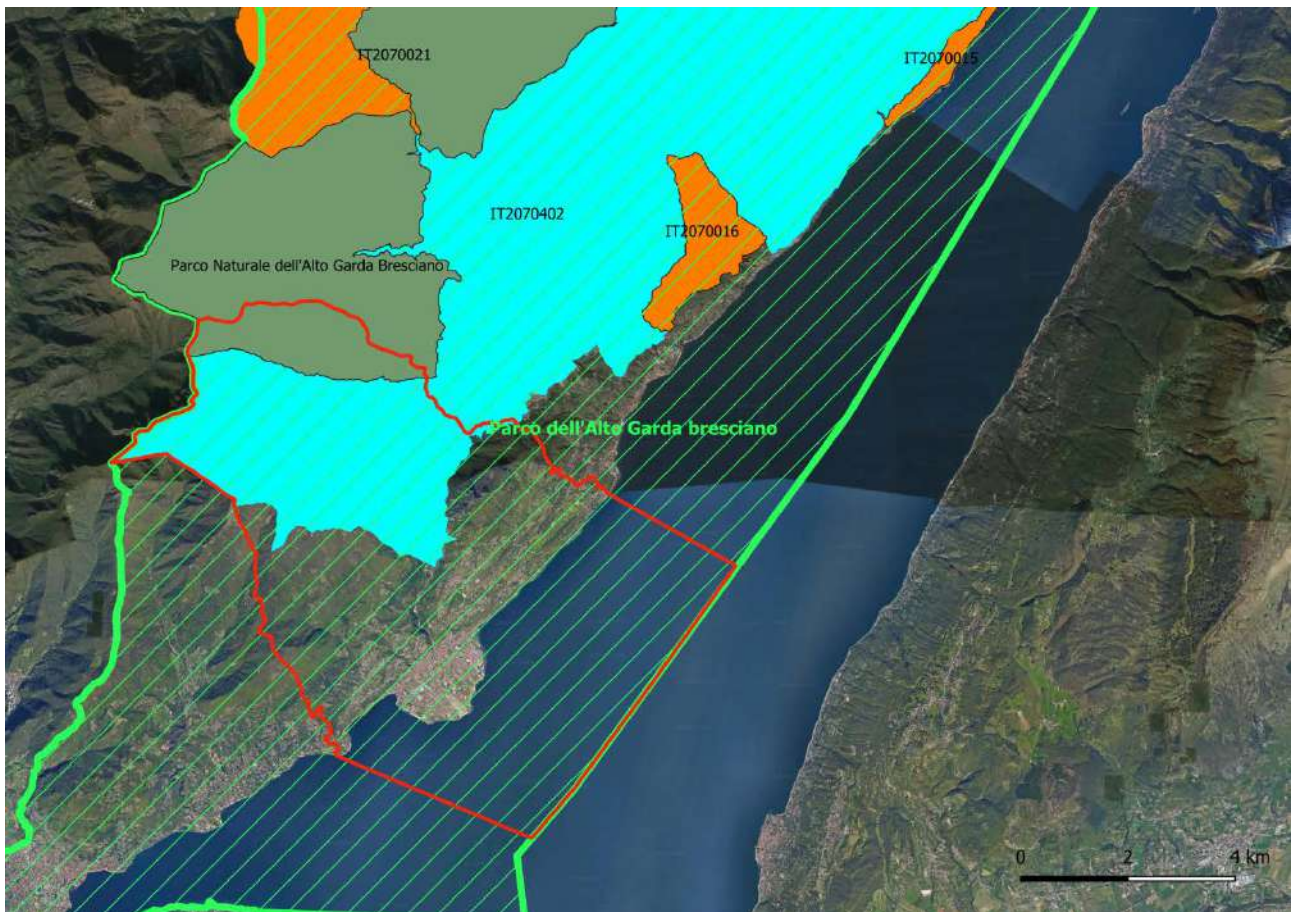 IT2070021
IT2070015
IT2070402
IT2070016
Parco Naturale dell'Alto Garda Bresciano
Parco dell'Alto Garda bresciano
0 2 4 km